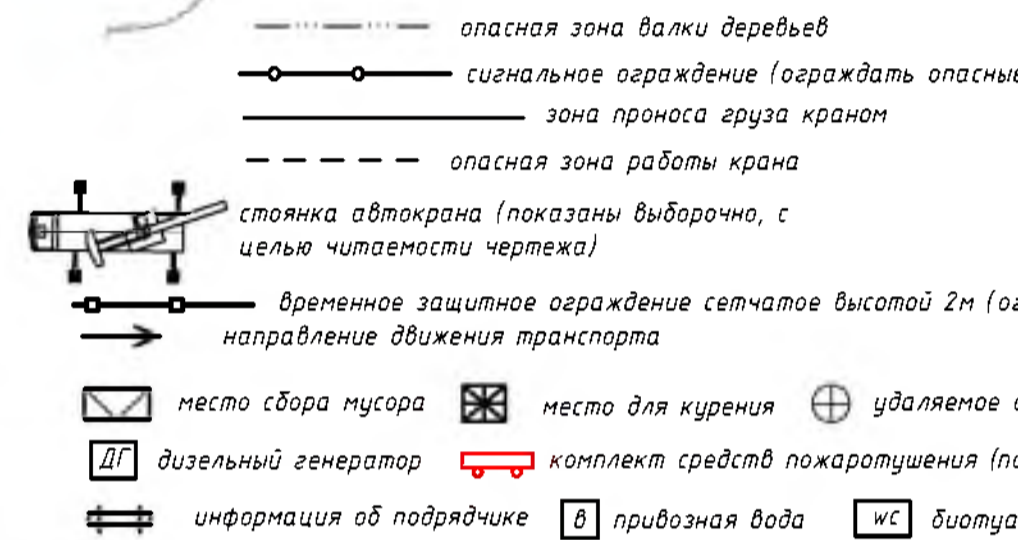 опасная зона валки деревьев
сигнальное ограждение (ограждать опасные
зона проноса груза краном
опасная зона работы крана
стоянка автокрана (показаны выборочно, с
целью читаемости чертежа)
временное защитное ограждение сетчатое высотой 2м (ог
направление движения транспорта
место сбора мусора место для курения удаляемое
ДГ дизельный генератор комплект средств пожаротушения (по
информация об подрядчике в привозная вода WC биотуа